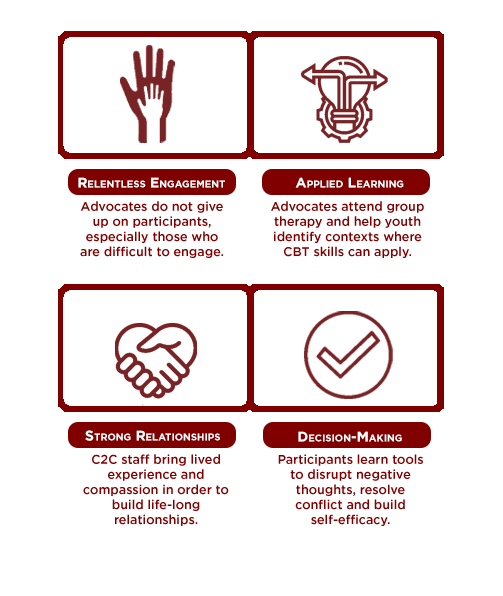 RELENTLESS ENGAGEMENT
Advocates do not give
up on participants,
especially those who
are difficult to engage.
APPLIED LEARNING
Advocates attend group
therapy and help youth
identify contexts where
CBT skills can apply.
STRONG RELATIONSHIPS
C2C staff bring lived
experience and
compassion in order to
build life-long
relationships.
DECISION-MAKING
Participants learn tools
to disrupt negative
thoughts, resolve
conflict and build
self-efficacy.